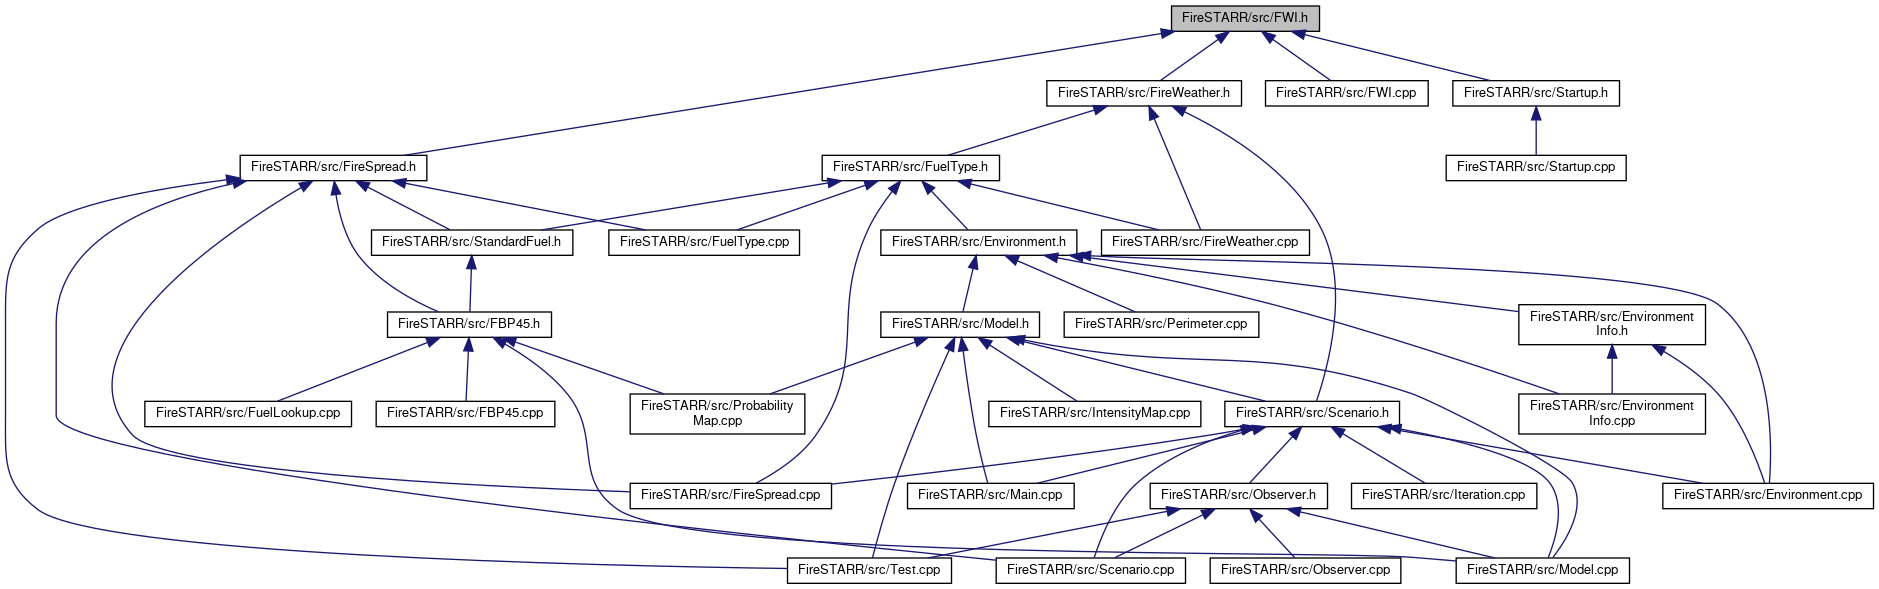 FireSTARR/src/FWI.h
FireSTARR/src/FireWeather.h
FireSTARR/src/FWI.cpp
FireSTARR/src/Startup.h
FireSTARR/src/FireSpread.h
FireSTARR/src/FuelType.h
FireSTARR/src/Startup.cpp
FireSTARR/src/StandardFuel.h
FireSTARR/src/FuelType.cpp
FireSTARR/src/Environment.h
FireSTARR/src/FireWeather.cpp
FireSTARR/src/FBP45.h
FireSTARR/src/Model.h
FireSTARR/src/Perimeter.cpp
FireSTARR/src/Environment
Info.h
FireSTARR/src/FuelLookup.cpp
FireSTARR/src/FBP45.cpp
FireSTARR/src/Probability
Map.cpp
FireSTARR/src/IntensityMap.cpp
FireSTARR/src/Scenario.h
FireSTARR/src/Environment
Info.cpp
FireSTARR/src/FireSpread.cpp
FireSTARR/src/Main.cpp
FireSTARR/src/Observer.h
FireSTARR/src/Iteration.cpp
FireSTARR/src/Environment.cpp
FireSTARR/src/Test.cpp
FireSTARR/src/Scenario.cpp
FireSTARR/src/Observer.cpp
FireSTARR/src/Model.cpp